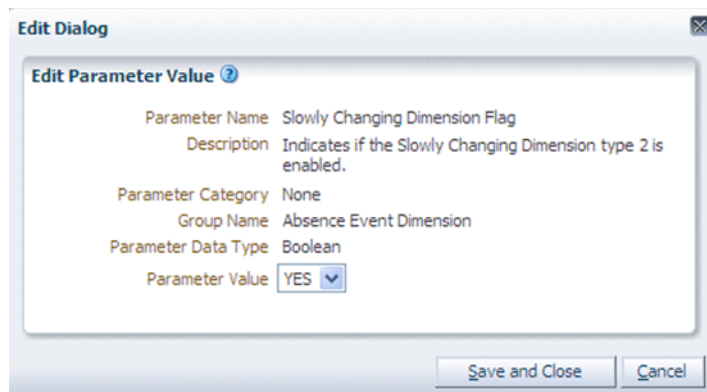 Edit Dialog
Edit Parameter Value
Parameter Name Slowly Changing Dimension Flag
Description Indicates if the Slowly Changing Dimension type 2 is
enabled.
Parameter Category None
Group Name Absence Event Dimension
Parameter Data Type Boolean
Parameter Value YES
Save and Close Cancel